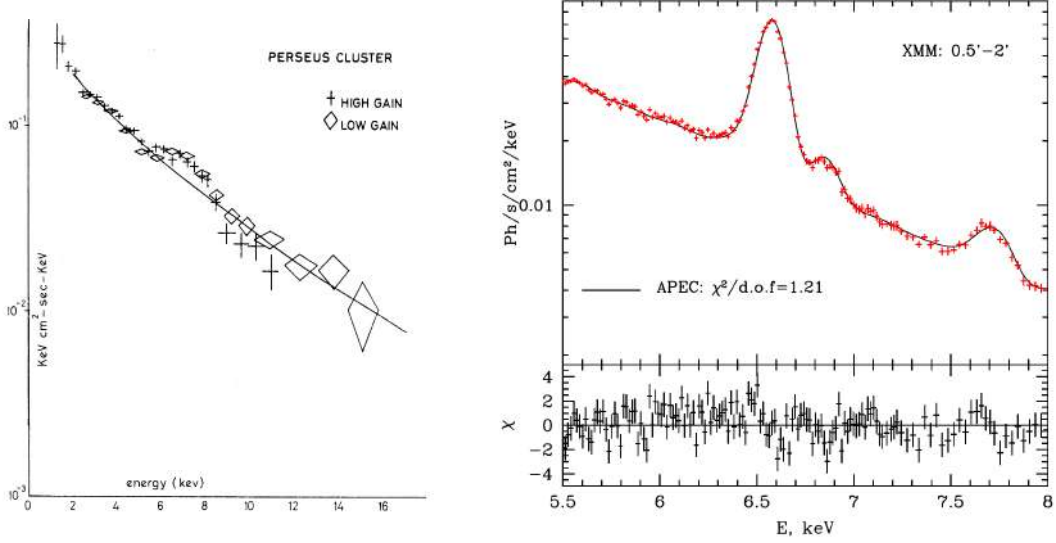 PERSEUS CLUSTER
HIGH GAIN
LOW GAIN
10⁻¹
10⁻²
10⁻³
KeV cm²–sec–KeV
energy (kev)
0 2 4 6 8 10 12 14 16
XMM: 0.5'−2'
0.01
Ph/s/cm²/keV
APEC: χ²/d.o.f=1.21
4
2
0
−2
−4
χ
5.5 6 6.5 7 7.5 8
E, keV